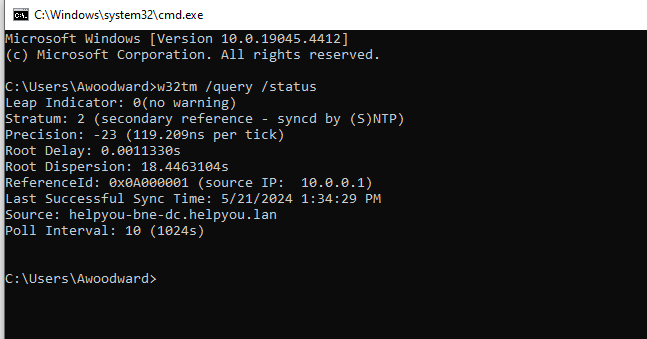 C:\Windows\system32\cmd.exe
Microsoft Windows [Version 10.0.19045.4412]
(c) Microsoft Corporation. All rights reserved.
C:\Users\Awoodward>w32tm /query /status
Leap Indicator: 0(no warning)
Stratum: 2 (secondary reference - syncd by (S)NTP)
Precision: -23 (119.209ns per tick)
Root Delay: 0.0011330s
Root Dispersion: 18.4463104s
ReferenceId: 0x0A000001 (source IP:  10.0.0.1)
Last Successful Sync Time: 5/21/2024 1:34:29 PM
Source: helpyou-bne-dc.helpyou.lan
Poll Interval: 10 (1024s)
C:\Users\Awoodward>